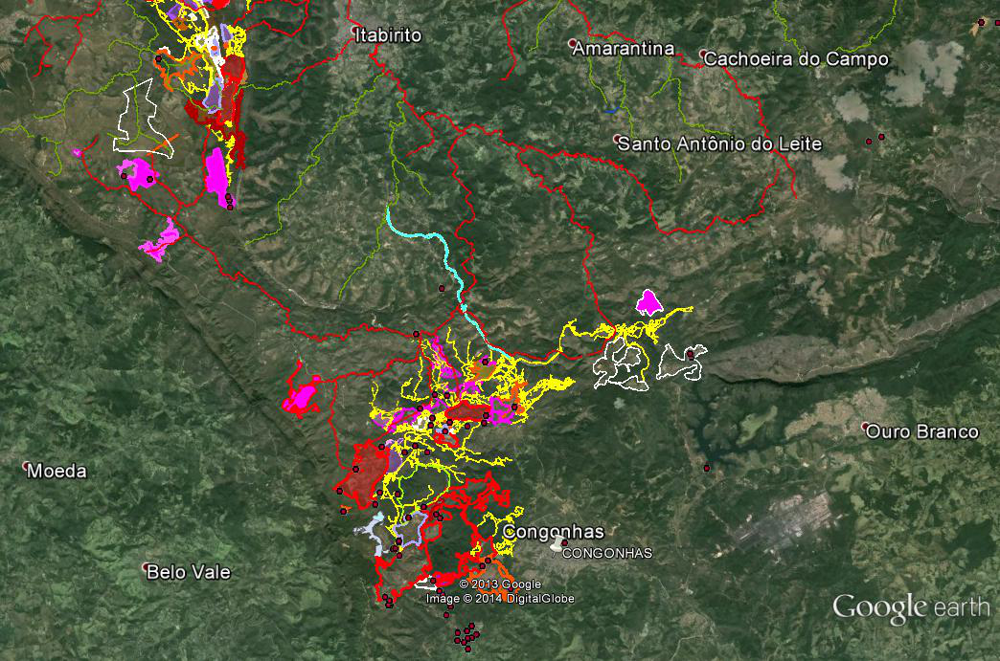 Itabirito
Amarantina
Cachoeira do Campo
Santo Antônio do Leite
Ouro Branco
Moeda
Congonhas
CONGONHAS
Belo Vale
© 2013 Google
Image © 2014 DigitalGlobe
Google earth